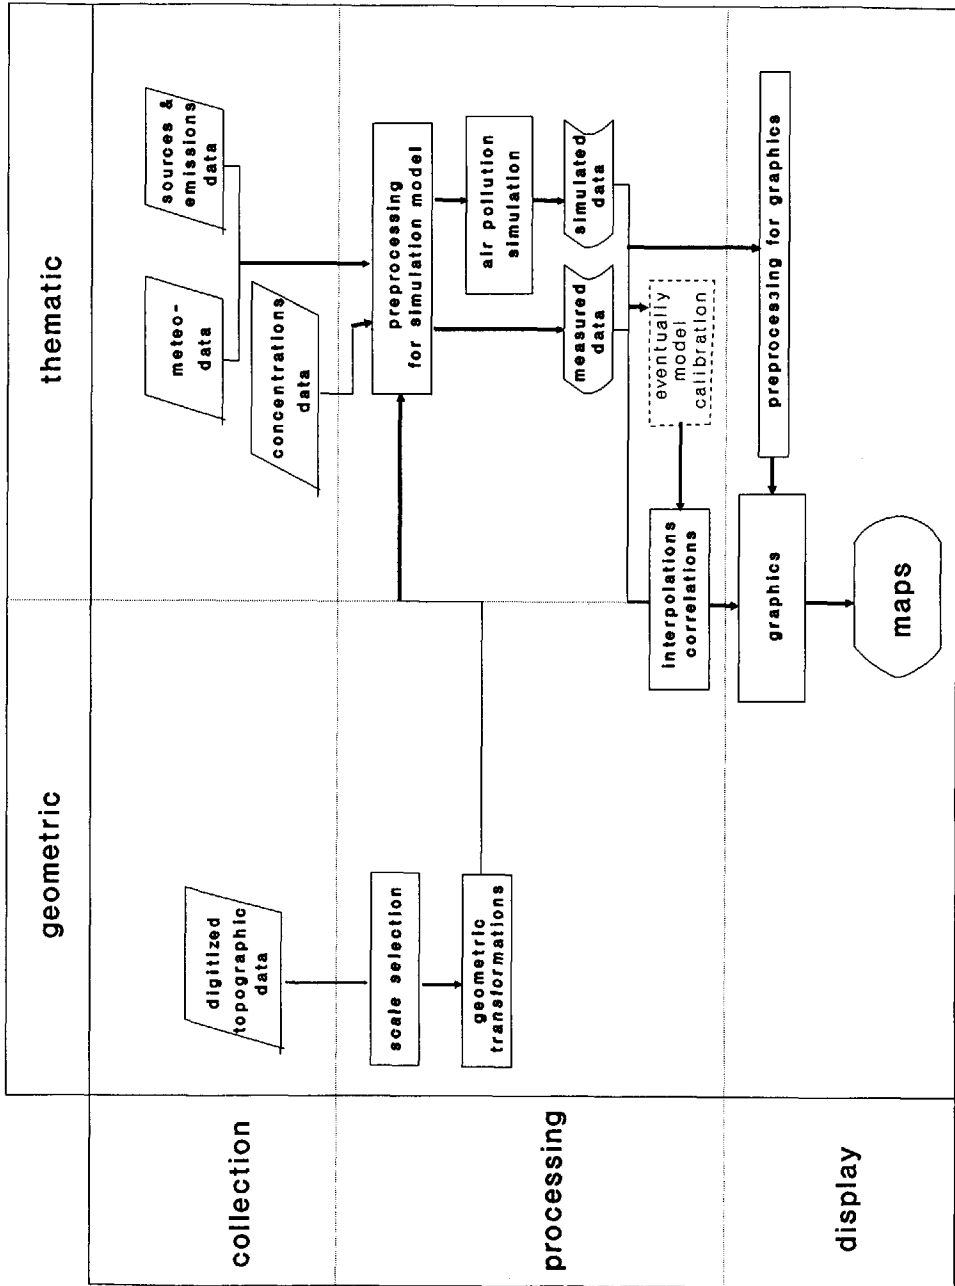 geometric
thematic
collection
processing
display
digitized
topographic
data
scale selection
geometric
transformations
meteo-
data
sources &
emissions
data
concentrations
data
preprocessing
for simulation model
air pollution
simulation
measured
data
simulated
data
eventually
model
calibration
interpolations
correlations
preprocessing for graphics
graphics
maps